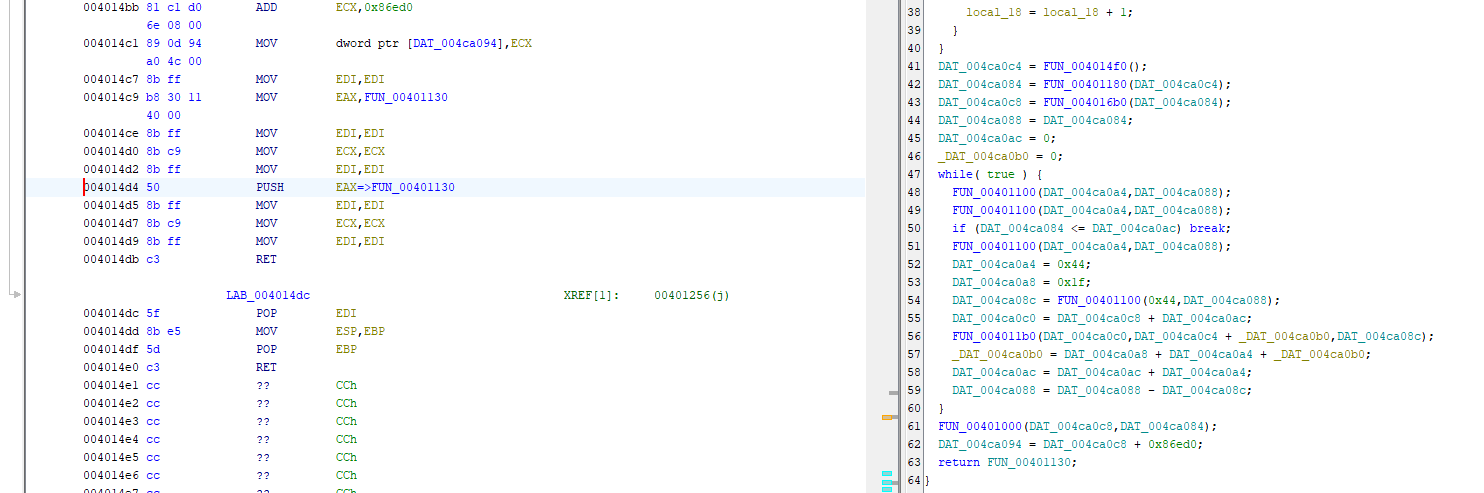 004014bb 81 c1 d0 ADD ECX,0x86ed0
6e 08 00
004014c1 89 0d 94 MOV dword ptr [DAT_004ca094],ECX
a0 4c 00
004014c7 8b ff MOV EDI,EDI
004014c9 b8 30 11 MOV EAX,FUN_00401130
40 00
004014ce 8b ff MOV EDI,EDI
004014d0 8b c9 MOV ECX,ECX
004014d2 8b ff MOV EDI,EDI
004014d4 50 PUSH EAX=>FUN_00401130
004014d5 8b ff MOV EDI,EDI
004014d7 8b c9 MOV ECX,ECX
004014d9 8b ff MOV EDI,EDI
004014db c3 RET
LAB_004014dc XREF[1]: 00401256(j)
004014dc 5f POP EDI
004014dd 8b e5 MOV ESP,EBP
004014df 5d POP EBP
004014e0 c3 RET
004014e1 cc ?? CCh
004014e2 cc ?? CCh
004014e3 cc ?? CCh
004014e4 cc ?? CCh
004014e5 cc ?? CCh
004014e6 cc ?? CCh
004014e7 cc ?? CCh
38 local_18 = local_18 + 1;
39 }
40 }
41 DAT_004ca0c4 = FUN_004014f0();
42 DAT_004ca084 = FUN_00401180(DAT_004ca0c4);
43 DAT_004ca0c8 = FUN_004016b0(DAT_004ca084);
44 DAT_004ca088 = DAT_004ca084;
45 DAT_004ca0ac = 0;
46 _DAT_004ca0b0 = 0;
47 while( true ) {
48 FUN_00401100(DAT_004ca0a4,DAT_004ca088);
49 FUN_00401100(DAT_004ca0a4,DAT_004ca088);
50 if (DAT_004ca084 <= DAT_004ca0ac) break;
51 FUN_00401100(DAT_004ca0a4,DAT_004ca088);
52 DAT_004ca0a4 = 0x44;
53 DAT_004ca0a8 = 0x1f;
54 DAT_004ca08c = FUN_00401100(0x44,DAT_004ca088);
55 DAT_004ca0c0 = DAT_004ca0c8 + DAT_004ca0ac;
56 FUN_004011b0(DAT_004ca0c0,DAT_004ca0c4 + _DAT_004ca0b0,DAT_004ca08c);
57 _DAT_004ca0b0 = DAT_004ca0a8 + DAT_004ca0a4 + _DAT_004ca0b0;
58 DAT_004ca0ac = DAT_004ca0ac + DAT_004ca0a4;
59 DAT_004ca088 = DAT_004ca088 - DAT_004ca08c;
60 }
61 FUN_00401000(DAT_004ca0c8,DAT_004ca084);
62 DAT_004ca094 = DAT_004ca0c8 + 0x86ed0;
63 return FUN_00401130;
64 }